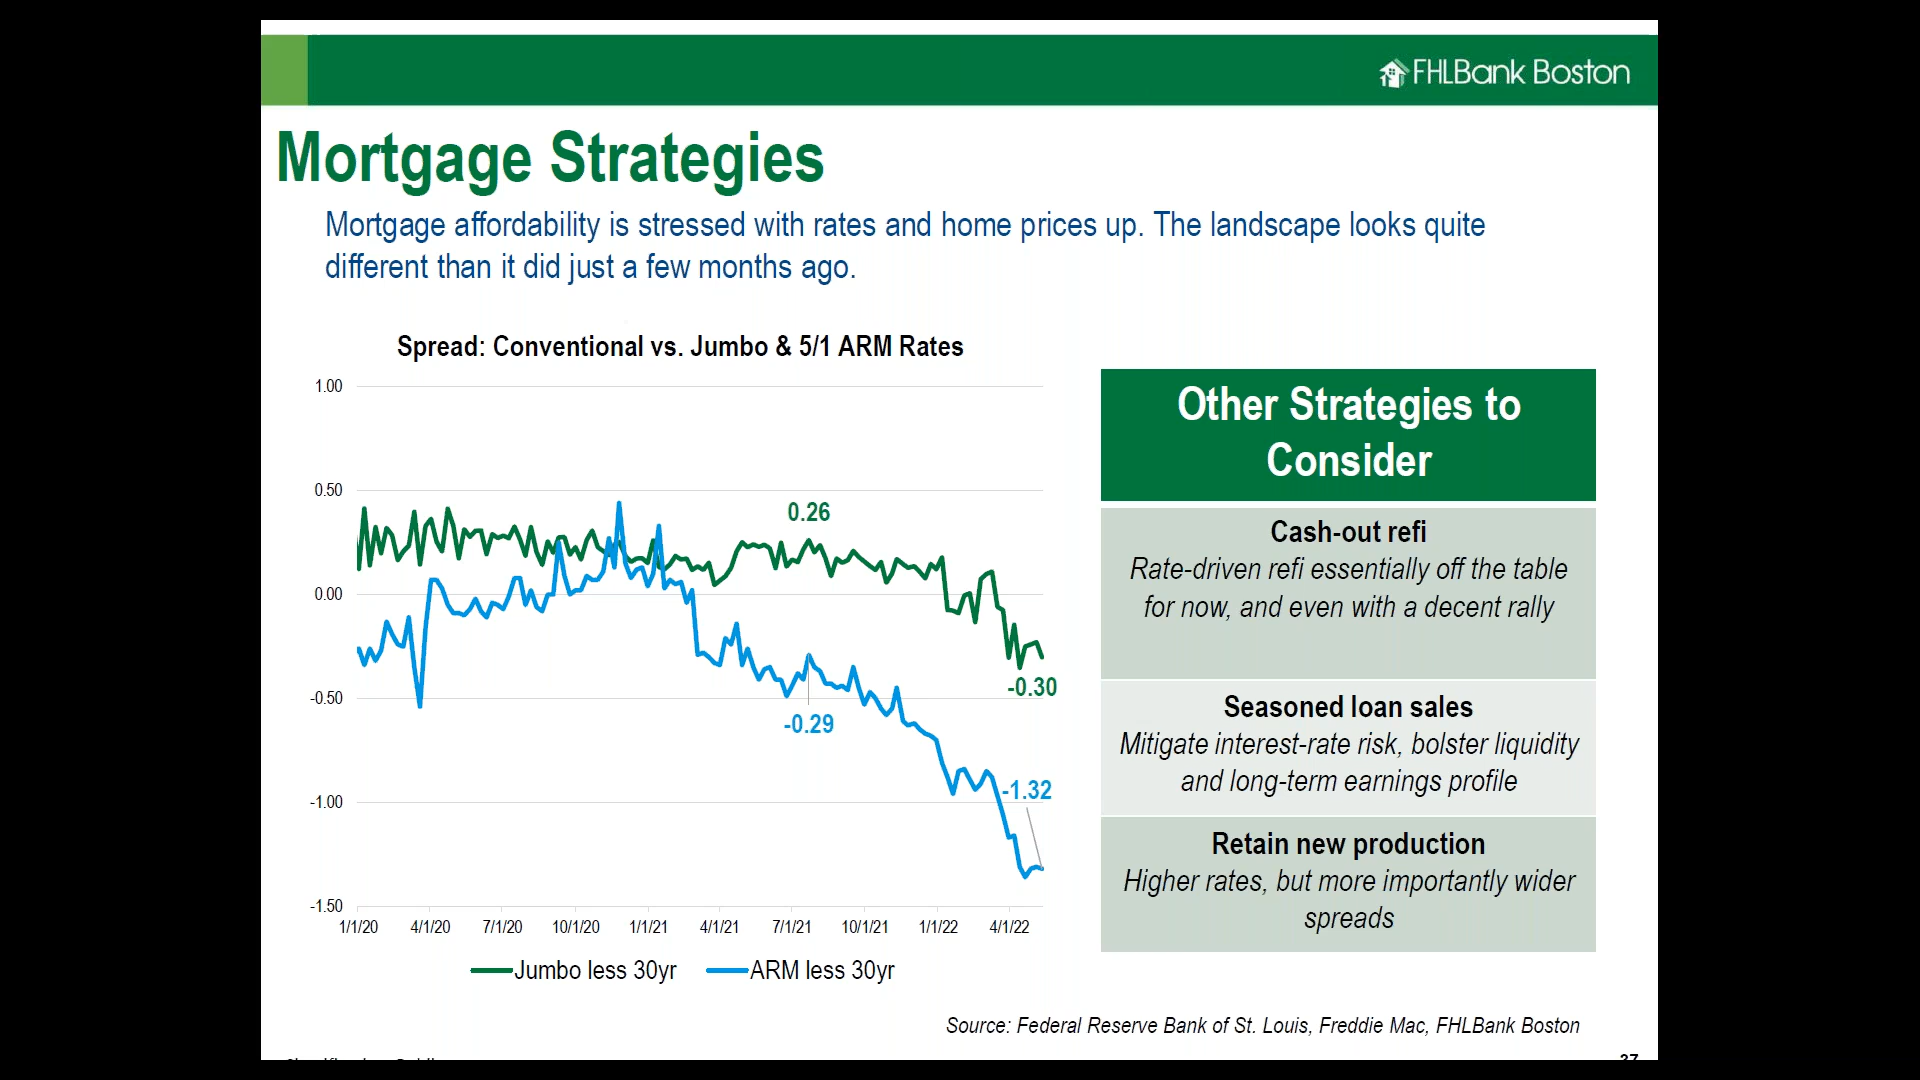 FHLBank Boston
Mortgage Strategies
Mortgage affordability is stressed with rates and home prices up. The landscape looks quite
different than it did just a few months ago.
Spread: Conventional vs. Jumbo & 5/1 ARM Rates
1.00
0.50
0.00
-0.50
-1.00
-1.50
0.26
-0.30
-0.29
-1.32
1/1/20 4/1/20 7/1/20 10/1/20 1/1/21 4/1/21 7/1/21 10/1/21 1/1/22 4/1/22
Jumbo less 30yr ARM less 30yr
Other Strategies to
Consider
Cash-out refi
Rate-driven refi essentially off the table
for now, and even with a decent rally
Seasoned loan sales
Mitigate interest-rate risk, bolster liquidity
and long-term earnings profile
Retain new production
Higher rates, but more importantly wider
spreads
Source: Federal Reserve Bank of St. Louis, Freddie Mac, FHLBank Boston